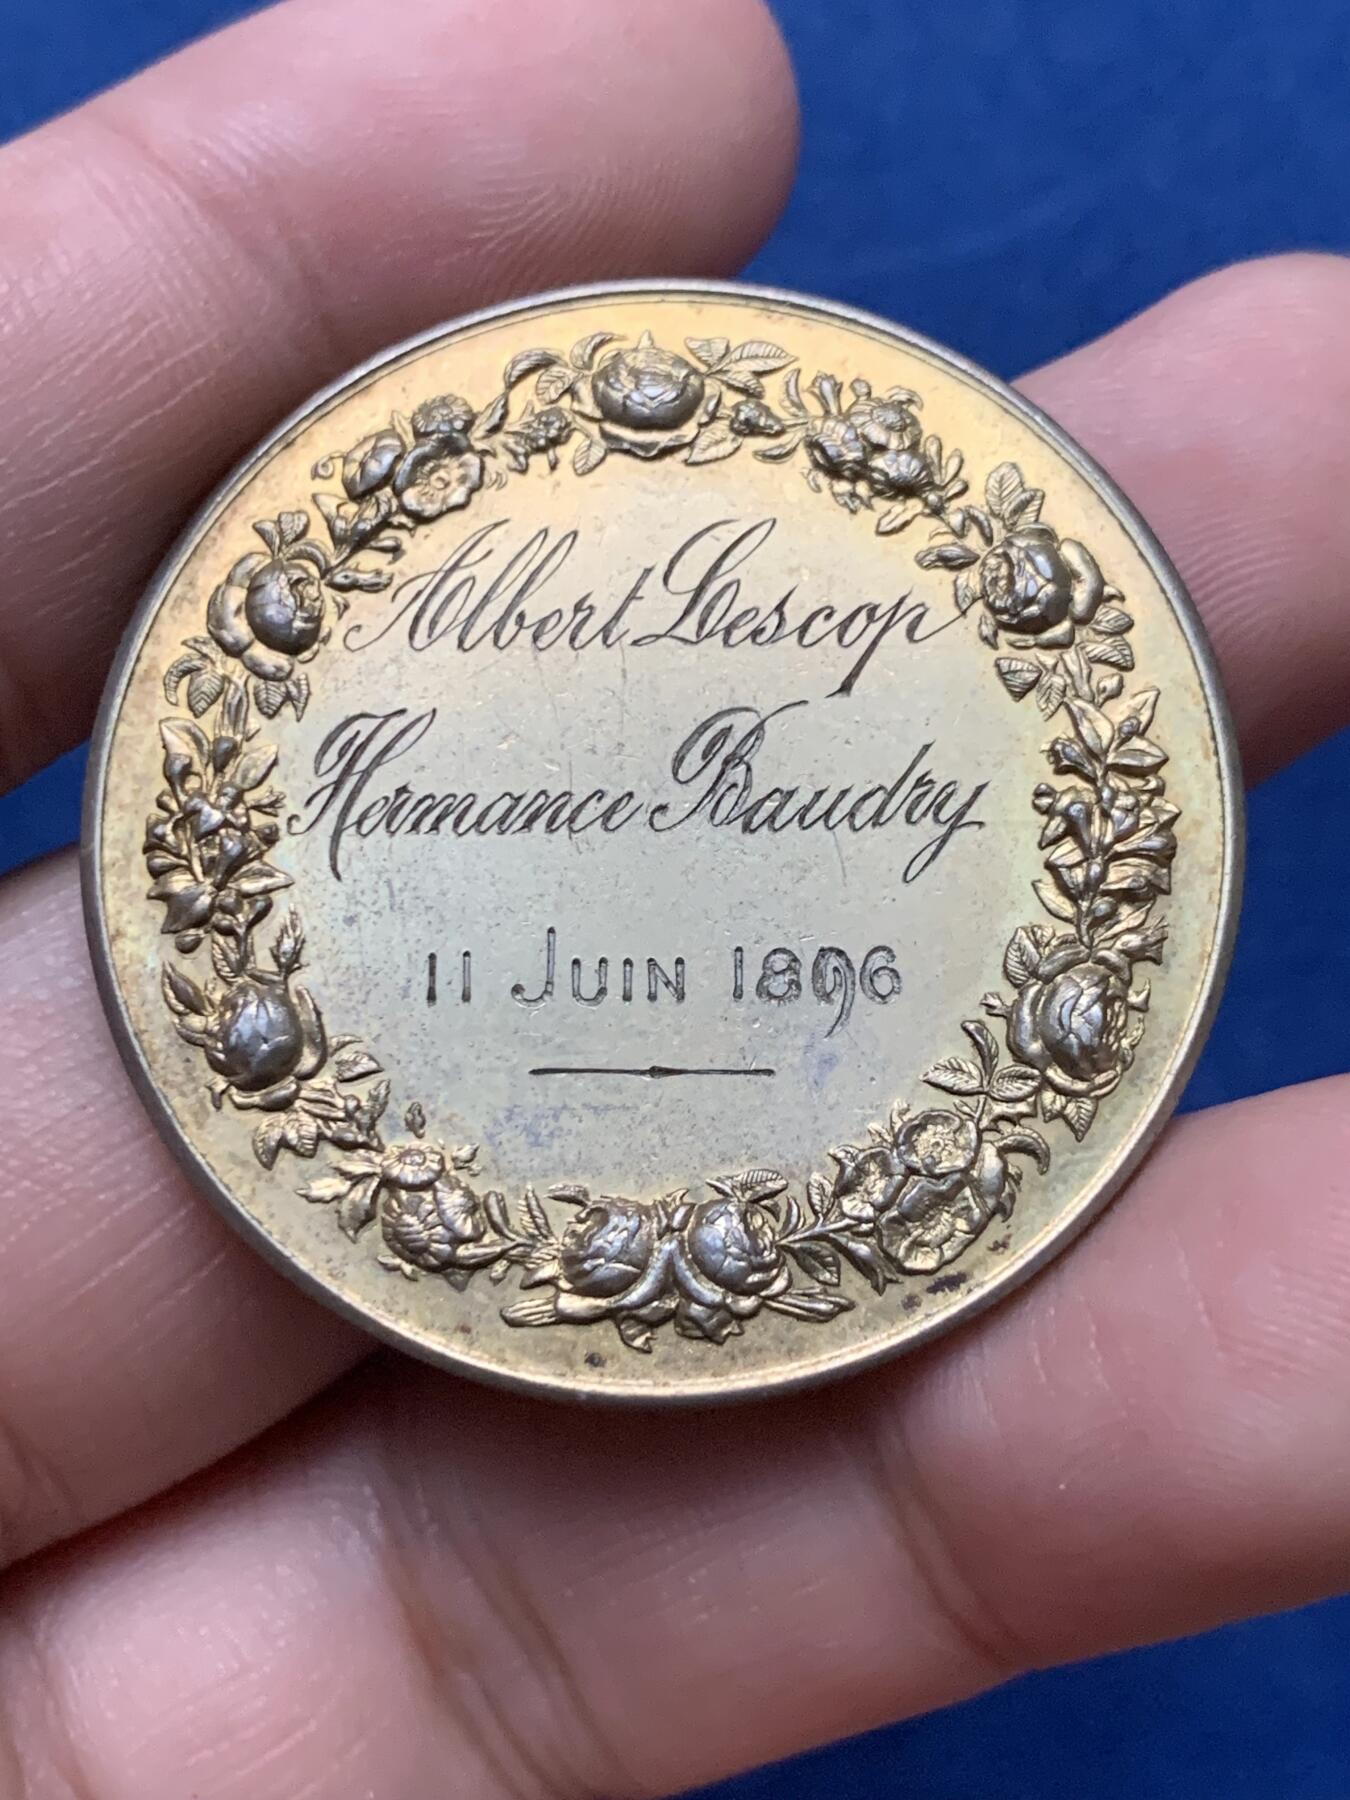 Albert Lescop
Hermance Baudry
11 JUIN 1896